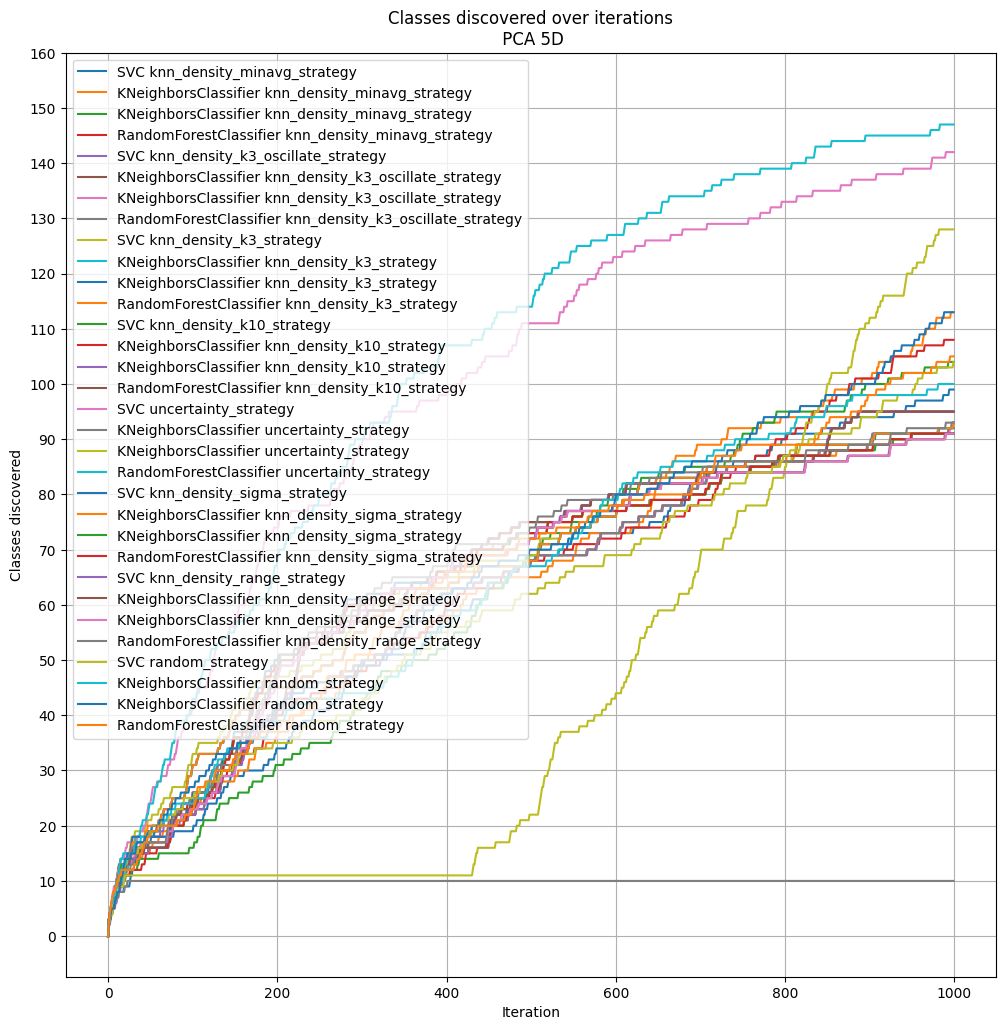 Classes discovered over iterations
PCA 5D
Classes discovered
160
150
140
130
120
110
100
90
80
70
60
50
40
30
20
10
0
SVC knn_density_minavg_strategy
KNeighborsClassifier knn_density_minavg_strategy
KNeighborsClassifier knn_density_minavg_strategy
RandomForestClassifier knn_density_minavg_strategy
SVC knn_density_k3_oscillate_strategy
KNeighborsClassifier knn_density_k3_oscillate_strategy
KNeighborsClassifier knn_density_k3_oscillate_strategy
RandomForestClassifier knn_density_k3_oscillate_strategy
SVC knn_density_k3_strategy
KNeighborsClassifier knn_density_k3_strategy
KNeighborsClassifier knn_density_k3_strategy
RandomForestClassifier knn_density_k3_strategy
SVC knn_density_k10_strategy
KNeighborsClassifier knn_density_k10_strategy
KNeighborsClassifier knn_density_k10_strategy
RandomForestClassifier knn_density_k10_strategy
SVC uncertainty_strategy
KNeighborsClassifier uncertainty_strategy
KNeighborsClassifier uncertainty_strategy
RandomForestClassifier uncertainty_strategy
SVC knn_density_sigma_strategy
KNeighborsClassifier knn_density_sigma_strategy
KNeighborsClassifier knn_density_sigma_strategy
RandomForestClassifier knn_density_sigma_strategy
SVC knn_density_range_strategy
KNeighborsClassifier knn_density_range_strategy
KNeighborsClassifier knn_density_range_strategy
RandomForestClassifier knn_density_range_strategy
SVC random_strategy
KNeighborsClassifier random_strategy
KNeighborsClassifier random_strategy
RandomForestClassifier random_strategy
0 200 400 600 800 1000
Iteration